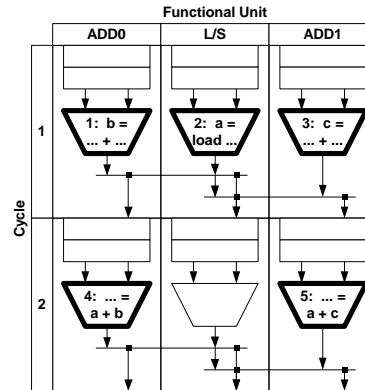 Functional Unit
ADD0 L/S ADD1
Cycle
1
1: b =
... + ...
2: a =
load ...
3: c =
... + ...
2
4: ... =
a + b
5: ... =
a + c